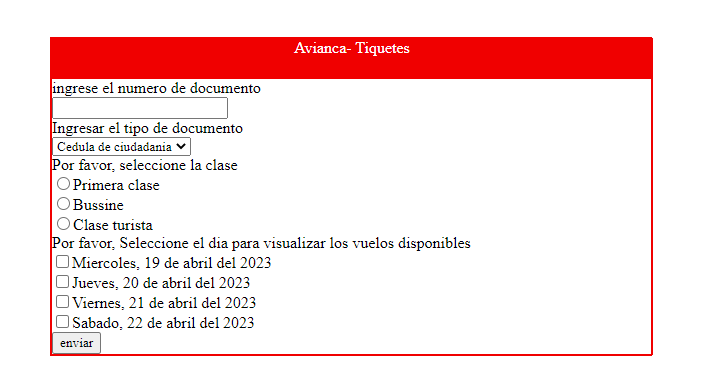 Avianca- Tiquetes
ingrese el numero de documento
Ingresar el tipo de documento
Cedula de ciudadania
Por favor, seleccione la clase
Primera clase
Bussine
Clase turista
Por favor, Seleccione el dia para visualizar los vuelos disponibles
Miercoles, 19 de abril del 2023
Jueves, 20 de abril del 2023
Viernes, 21 de abril del 2023
Sabado, 22 de abril del 2023
enviar